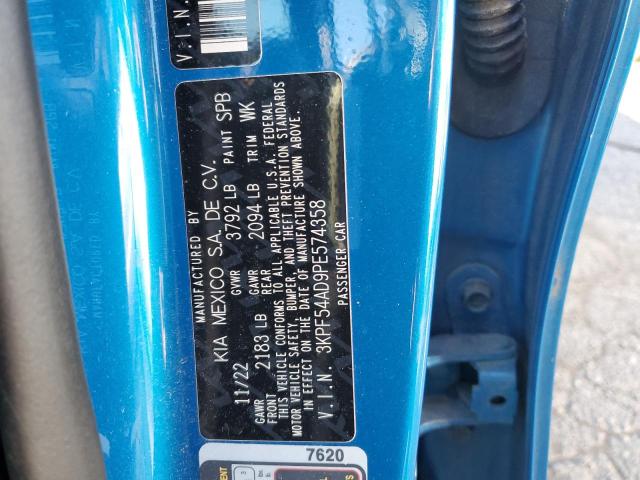 V.I.N.
MANUFACTURED BY
KIA MEXICO S.A. DE C.V.
11/22 GVWR 3792 LB PAINT SPB
GAWR FRONT 2183 LB GAWR REAR 2094 LB TRIM WK
THIS VEHICLE CONFORMS TO ALL APPLICABLE U.S.A. FEDERAL
MOTOR VEHICLE SAFETY, BUMPER, AND THEFT PREVENTION STANDARDS
IN EFFECT ON THE DATE OF MANUFACTURE SHOWN ABOVE.
V.I.N. 3KPF54AD9PE574358
PASSENGER CAR
7620